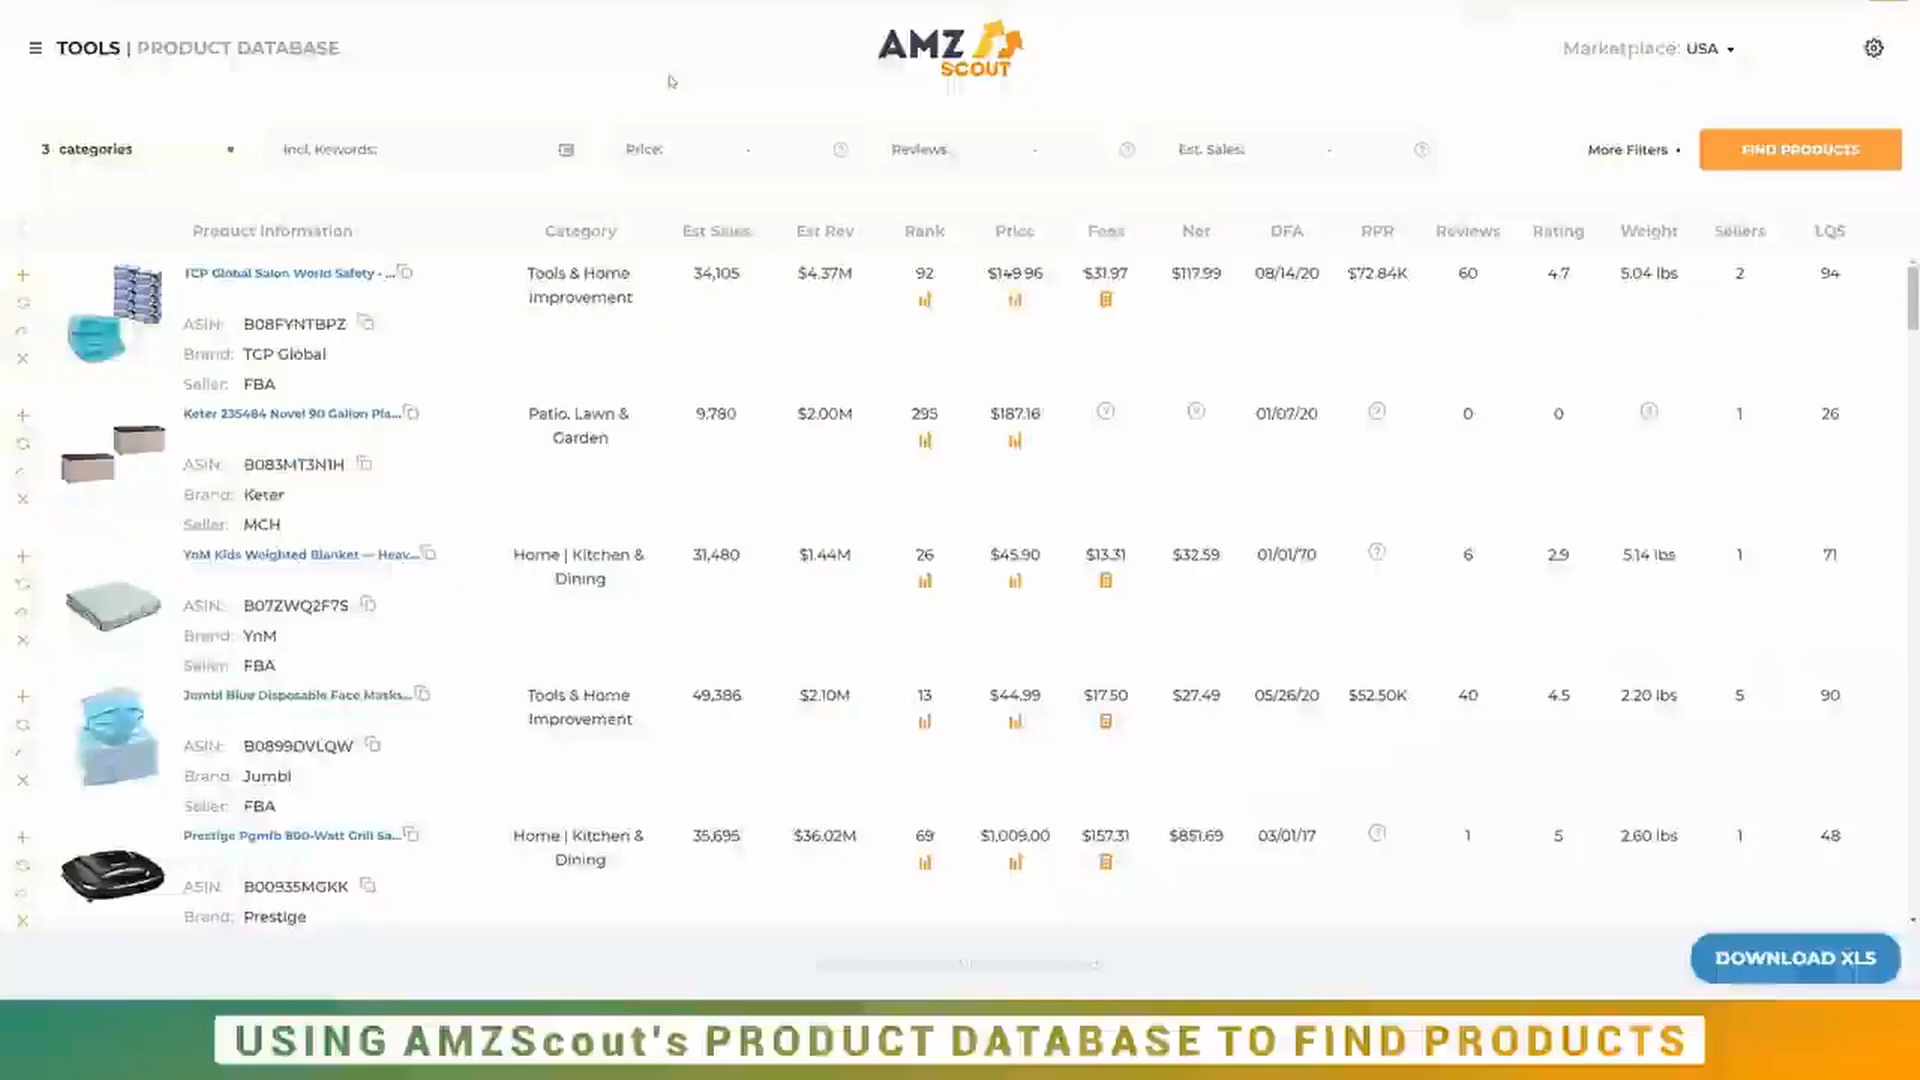 TOOLS | PRODUCT DATABASE
AMZ
SCOUT
Marketplace: USA
3 categories
Incl. Kewords:
Price: -
Reviews: -
Est. Sales: -
More Filters
FIND PRODUCTS
Product Information Category Est Sales Est Rev Rank Price Fees Net DFA RPR Reviews Rating Weight Sellers LQS
TCP Global Salon World Safety - ... Tools & Home 34,105 $4.37M 92 $149.96 $31.97 $117.99 08/14/20 $72.84K 60 4.7 5.04 lbs 2 94
Improvement
ASIN: B08FYNTBPZ
Brand: TCP Global
Seller: FBA
Keter 235484 Novel 90 Gallon Pla... Patio, Lawn & 9,780 $2.00M 295 $187.16 01/07/20 0 0 1 26
Garden
ASIN: B083MT3N1H
Brand: Keter
Seller: MCH
YnM Kids Weighted Blanket — Heav... Home | Kitchen & 31,480 $1.44M 26 $45.90 $13.31 $32.59 01/01/70 6 2.9 5.14 lbs 1 71
Dining
ASIN: B07ZWQ2F7S
Brand: YnM
Seller: FBA
Jumbl Blue Disposable Face Masks... Tools & Home 49,386 $2.10M 13 $44.99 $17.50 $27.49 05/26/20 $52.50K 40 4.5 2.20 lbs 5 90
Improvement
ASIN: B0899DVLQW
Brand: Jumbl
Seller: FBA
Prestige Pgmfb 800-Watt Grill Sa... Home | Kitchen & 35,695 $36.02M 69 $1,009.00 $157.31 $851.69 03/01/17 1 5 2.60 lbs 1 48
Dining
ASIN: B00935MGKK
Brand: Prestige
DOWNLOAD XLS
USING AMZScout's PRODUCT DATABASE TO FIND PRODUCTS